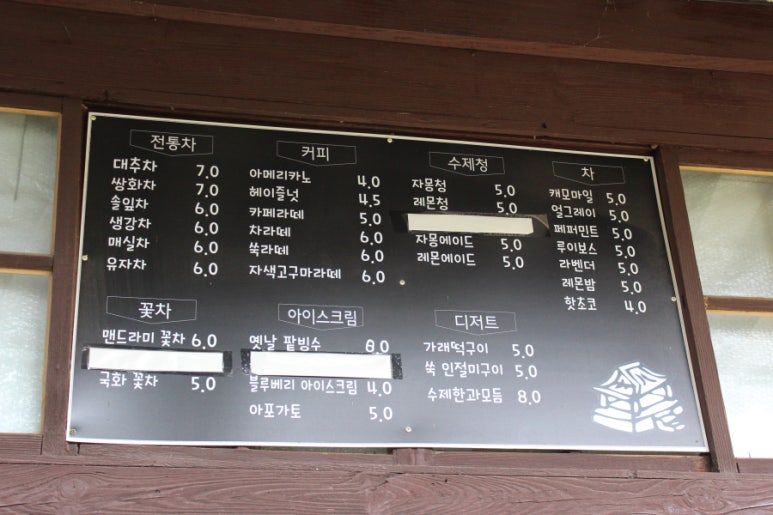 전통차
대추차 7.0
쌍화차 7.0
솔잎차 6.0
생강차 6.0
매실차 6.0
유자차 6.0
커피
아메리카노 4.0
헤이즐넛 4.5
카페라떼 5.0
차라떼 6.0
쑥라떼 6.0
자색고구마라떼 6.0
수제청
자몽청 5.0
레몬청 5.0
자몽에이드 5.0
레몬에이드 5.0
차
캐모마일 5.0
얼그레이 5.0
페퍼민트 5.0
루이보스 5.0
라벤더 5.0
레몬밤 5.0
핫초코 4.0
꽃차
맨드라미 꽃차 6.0
국화 꽃차 5.0
아이스크림
옛날 팥빙수 8.0
블루베리 아이스크림 4.0
아포가토 5.0
디저트
가래떡구이 5.0
쑥 인절미구이 5.0
수제한과모듬 8.0